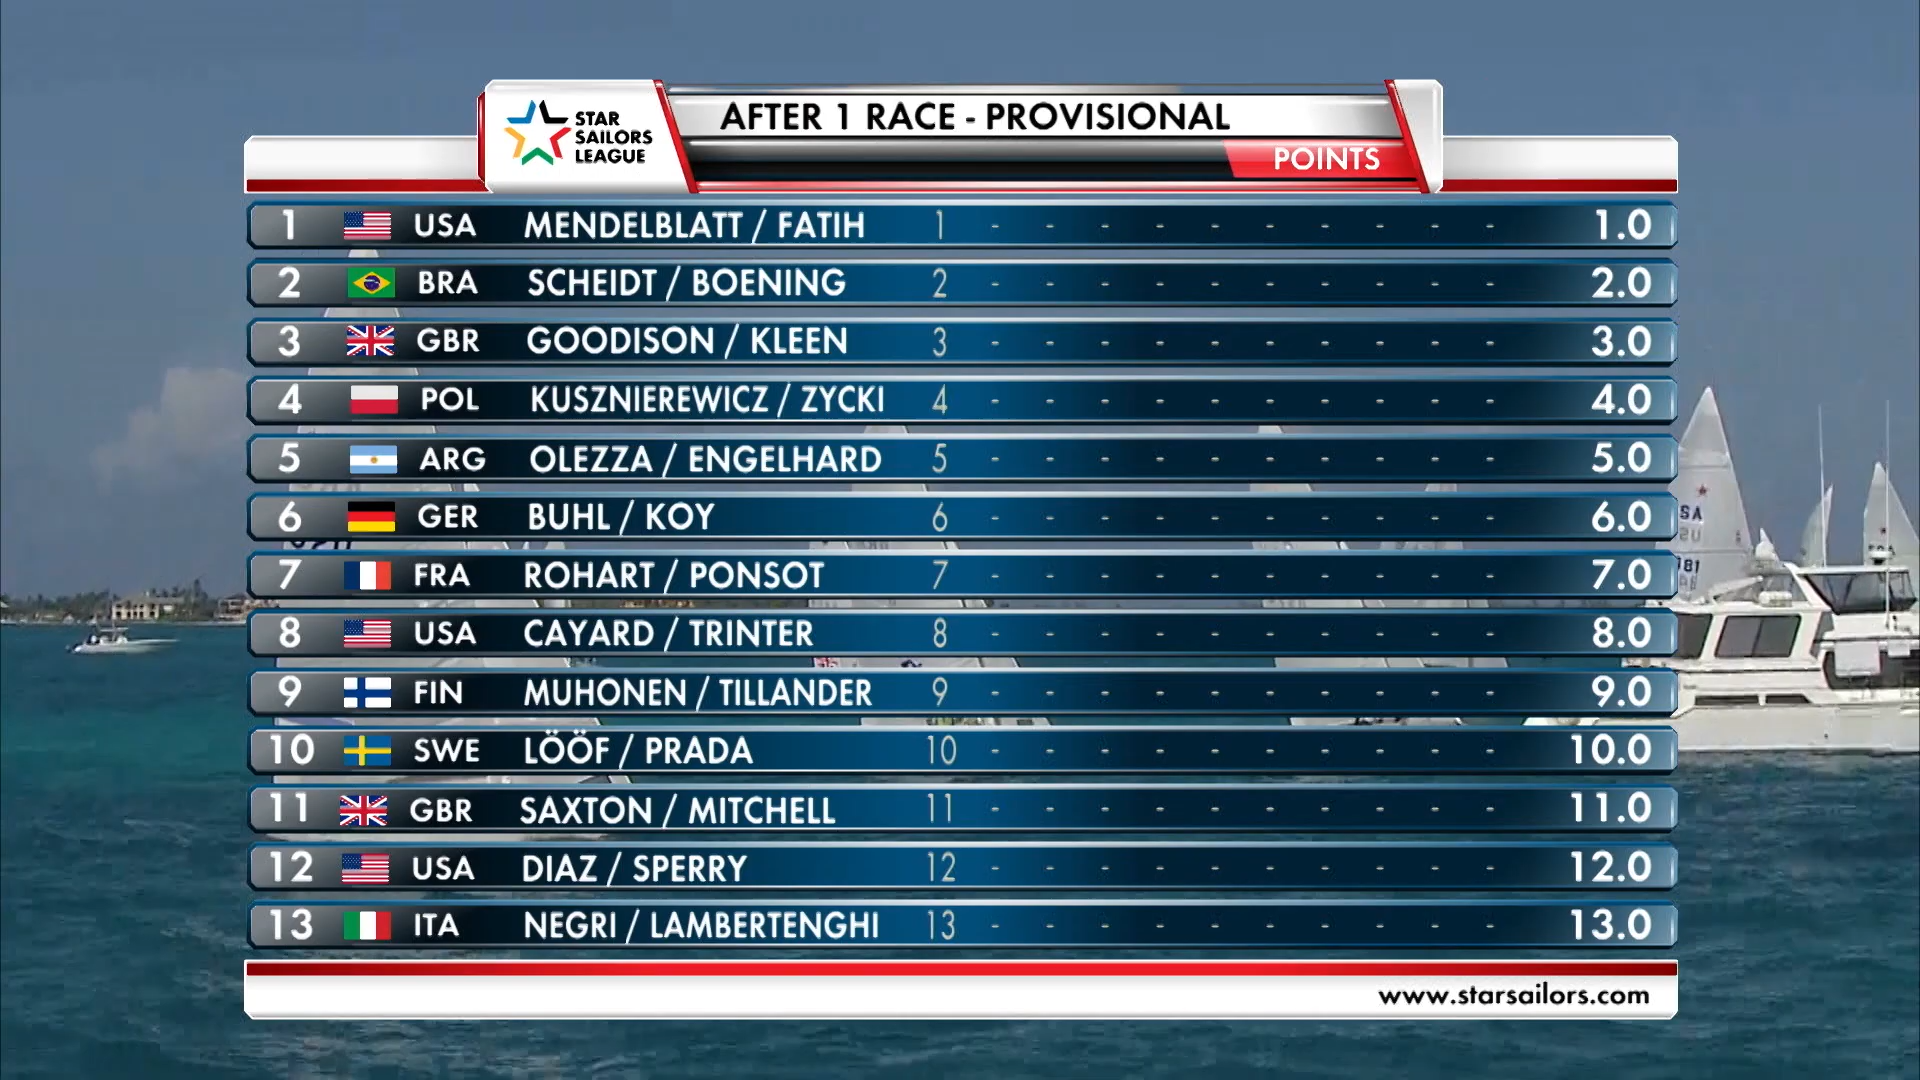 STAR
SAILORS
LEAGUE
AFTER 1 RACE - PROVISIONAL
POINTS
1 USA MENDELBLATT / FATIH 1 - - - - - - - - - - 1.0
2 BRA SCHEIDT / BOENING 2 - - - - - - - - - - 2.0
3 GBR GOODISON / KLEEN 3 - - - - - - - - - - 3.0
4 POL KUSZNIEREWICZ / ZYCKI 4 - - - - - - - - - - 4.0
5 ARG OLEZZA / ENGELHARD 5 - - - - - - - - - - 5.0
6 GER BUHL / KOY 6 - - - - - - - - - - 6.0
7 FRA ROHART / PONSOT 7 - - - - - - - - - - 7.0
8 USA CAYARD / TRINTER 8 - - - - - - - - - - 8.0
9 FIN MUHONEN / TILLANDER 9 - - - - - - - - - - 9.0
10 SWE LÖÖF / PRADA 10 - - - - - - - - - - 10.0
11 GBR SAXTON / MITCHELL 11 - - - - - - - - - - 11.0
12 USA DIAZ / SPERRY 12 - - - - - - - - - - 12.0
13 ITA NEGRI / LAMBERTENGHI 13 - - - - - - - - - - 13.0
www.starsailors.com